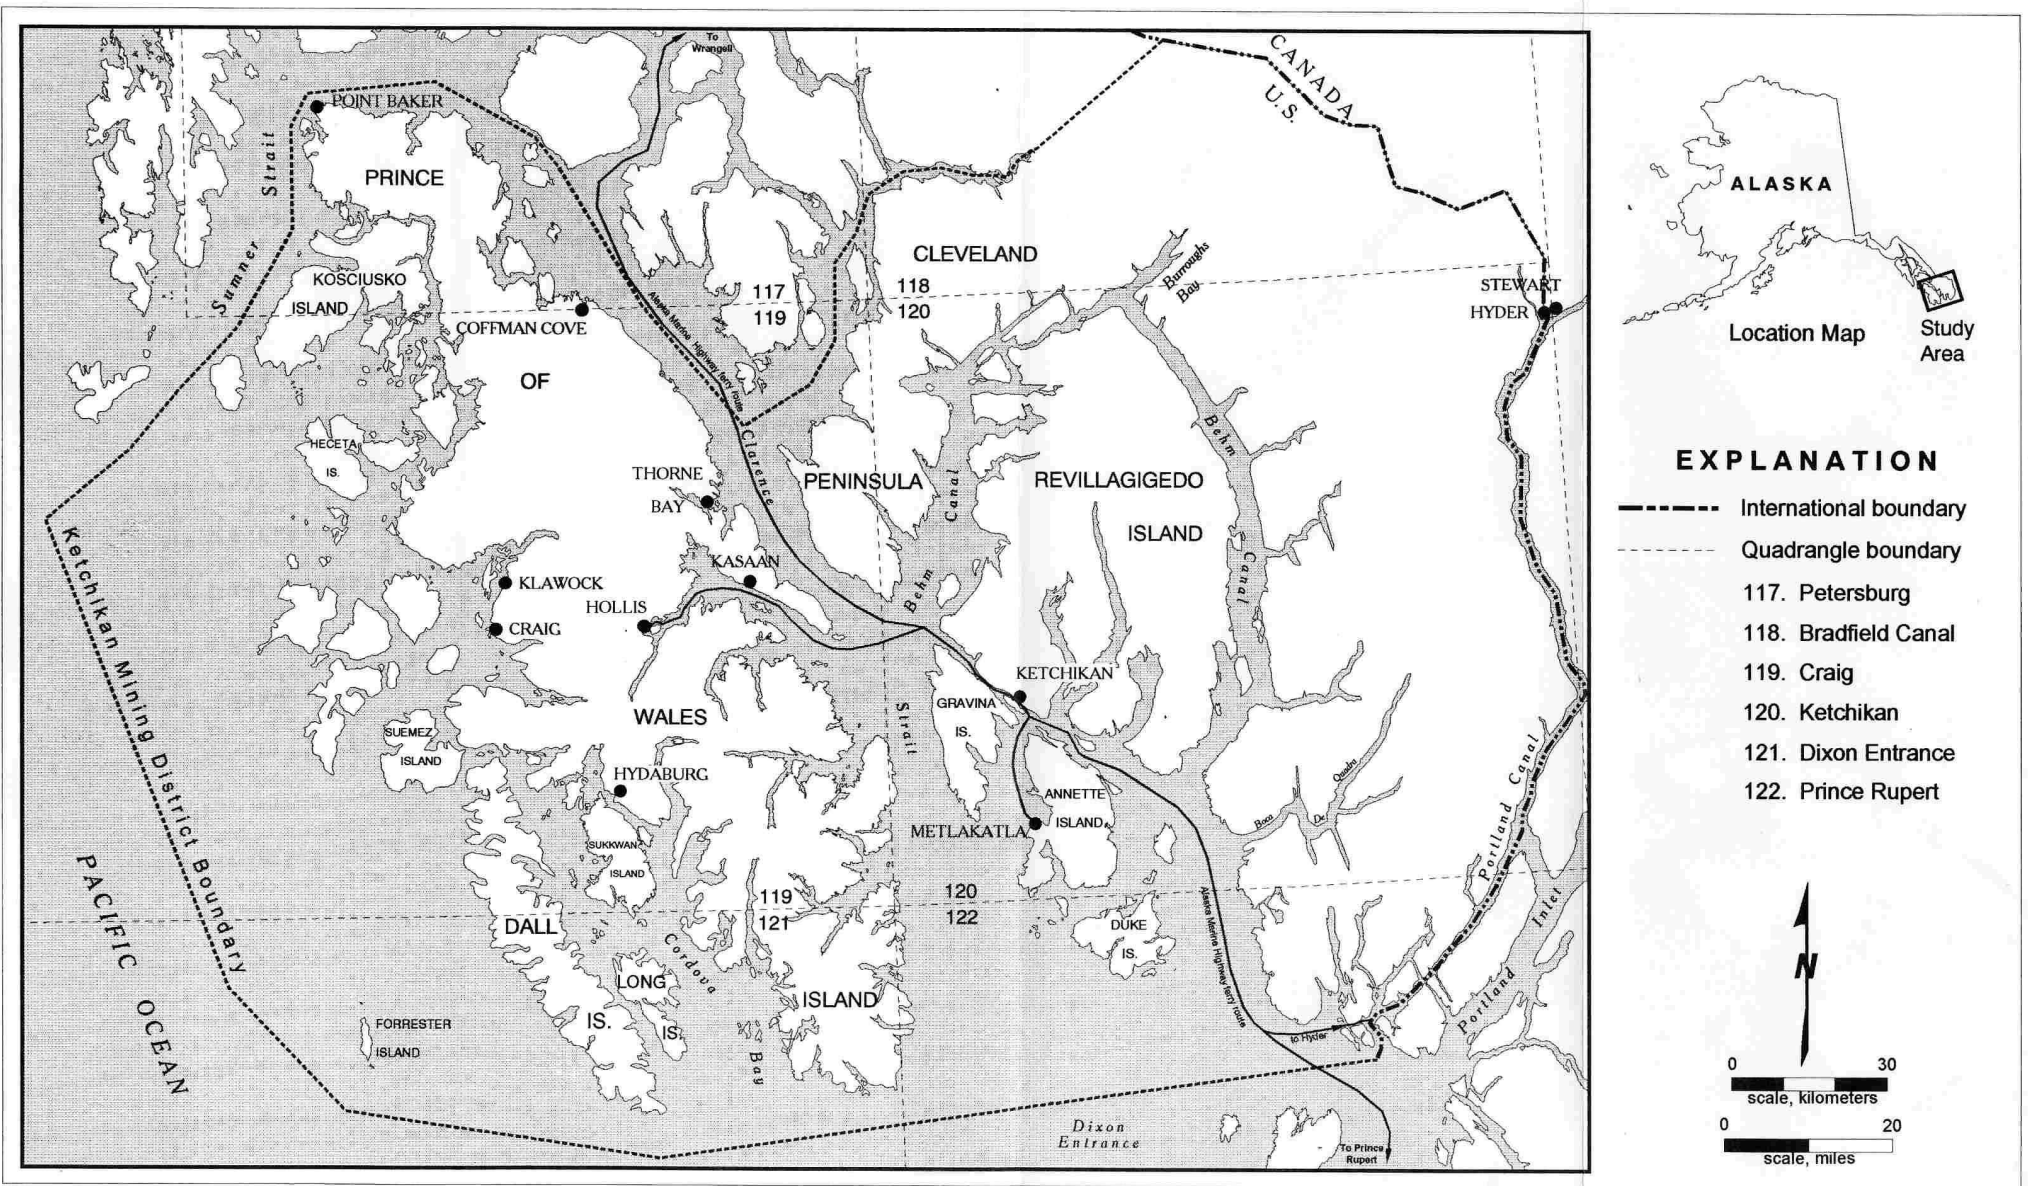 To
Wrangell
CANADA
U.S.
POINT BAKER
Strait
PRINCE
Sumner
CLEVELAND
Burroughs
Bay
KOSCIUSKO
ISLAND
117
118
119
120
STEWART
HYDER
COFFMAN COVE
Alaska Marine Highway ferry route
OF
Clarence
HECETA
IS.
THORNE
BAY
PENINSULA
Canal
REVILLAGIGEDO
ISLAND
Behm
Canal
Ketchikan Mining District Boundary
KASAAN
KLAWOCK
HOLLIS
CRAIG
Behm
KETCHIKAN
GRAVINA
IS.
Strait
WALES
SUEMEZ
ISLAND
HYDABURG
ANNETTE
ISLAND
METLAKATLA
Boca
De
Quadra
Portland Canal
SUKKWAN
ISLAND
119
120
121
122
DALL
IS.
Cordova
Bay
LONG
IS.
ISLAND
DUKE
IS.
Alaska Marine Highway ferry route
Portland Inlet
PACIFIC OCEAN
FORRESTER
ISLAND
to Hyder
Dixon
Entrance
To Prince
Rupert
ALASKA
Location Map
Study
Area
EXPLANATION
International boundary
Quadrangle boundary
117. Petersburg
118. Bradfield Canal
119. Craig
120. Ketchikan
121. Dixon Entrance
122. Prince Rupert
N
0 30
scale, kilometers
0 20
scale, miles